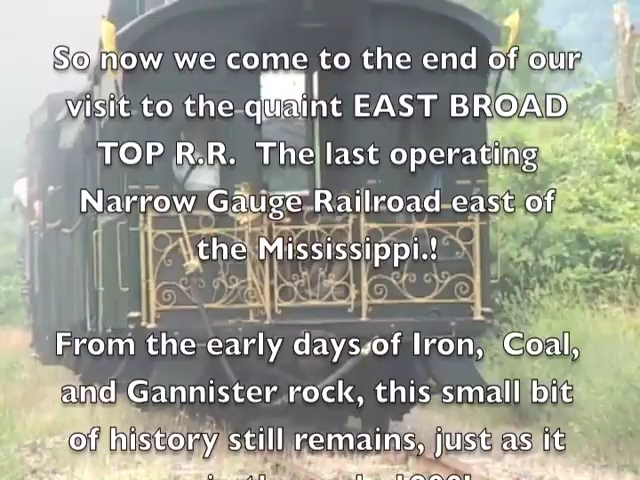 So now we come to the end of our
visit to the quaint EAST BROAD
TOP R.R. The last operating
Narrow Gauge Railroad east of
the Mississippi.!
From the early days of Iron, Coal,
and Gannister rock, this small bit
of history still remains, just as it